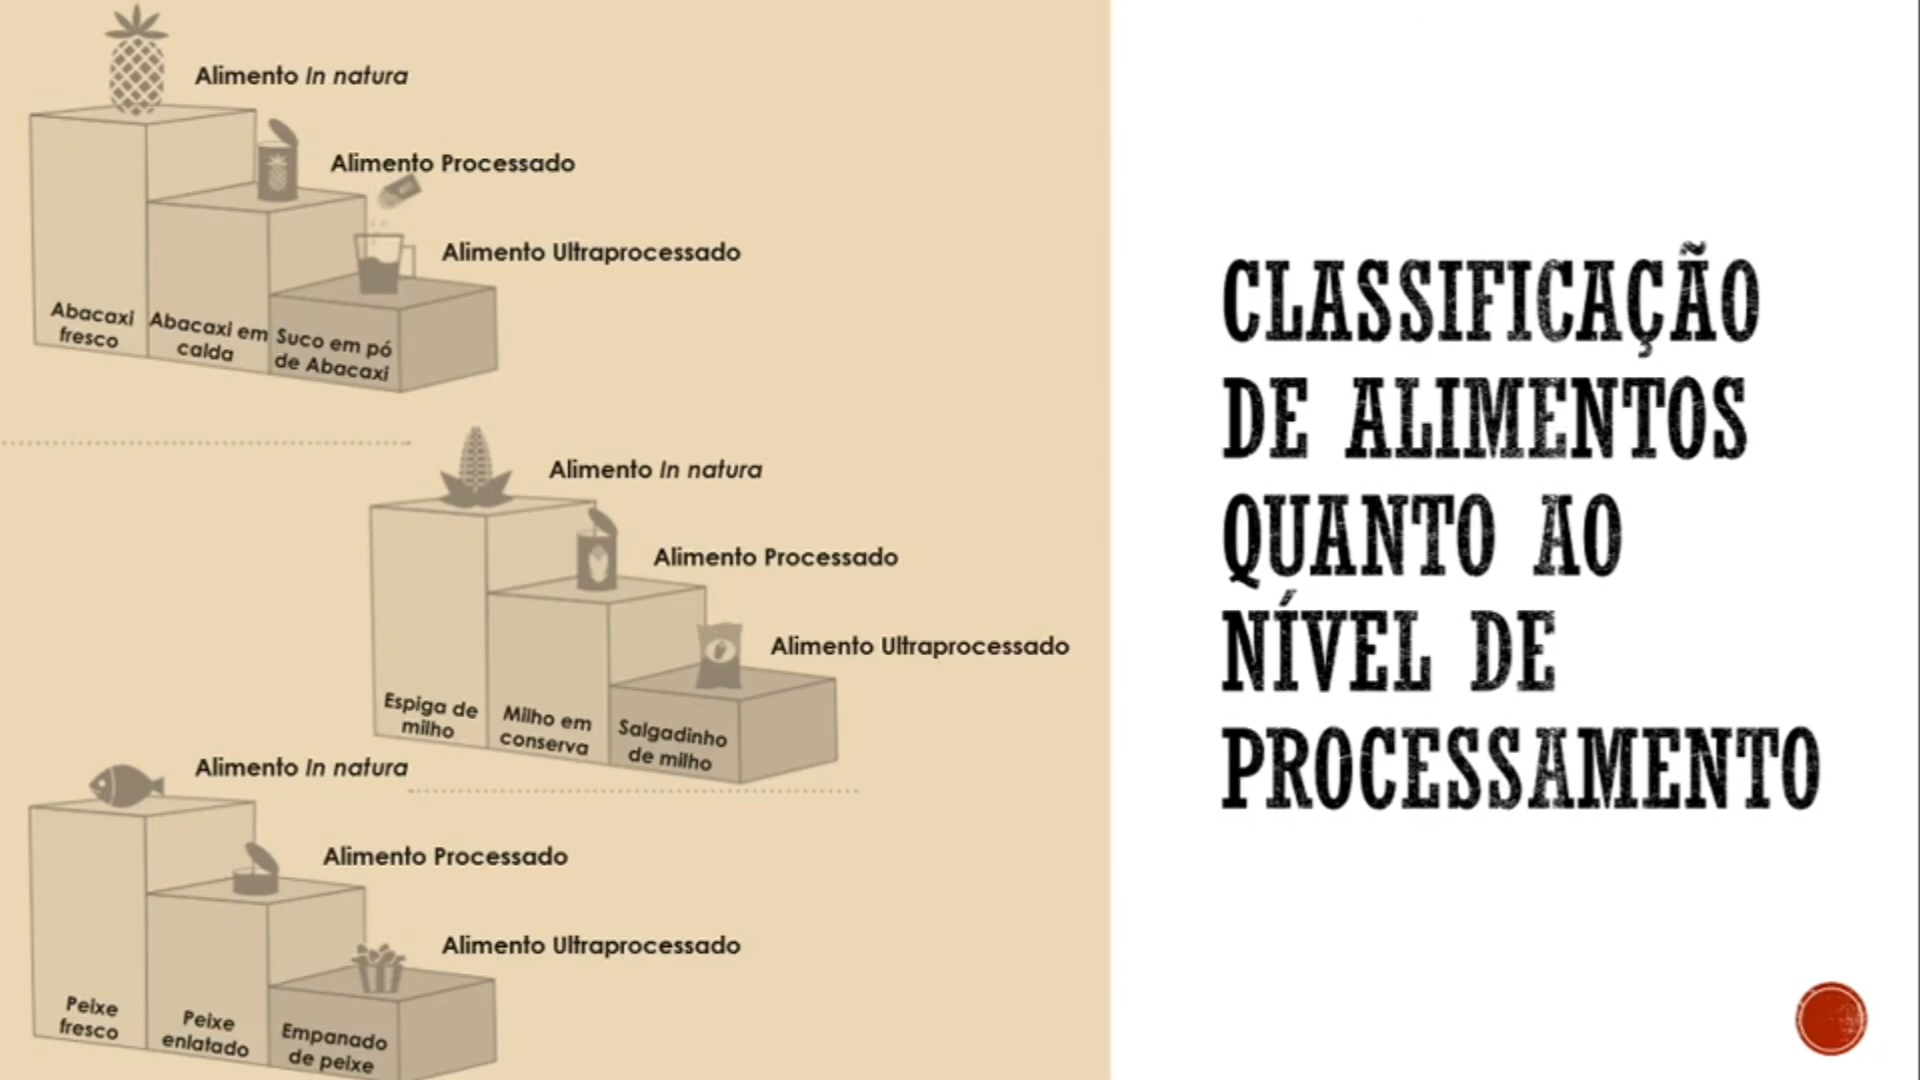 Alimento In natura
Alimento Processado
Alimento Ultraprocessado
Abacaxi
fresco
Abacaxi em
calda
Suco em pó
de Abacaxi
Alimento In natura
Alimento Processado
Alimento Ultraprocessado
Espiga de
milho
Milho em
conserva
Salgadinho
de milho
Alimento In natura
Alimento Processado
Alimento Ultraprocessado
Peixe
fresco
Peixe
enlatado
Empanado
de peixe
CLASSIFICAÇÃO
DE ALIMENTOS
QUANTO AO
NÍVEL DE
PROCESSAMENTO